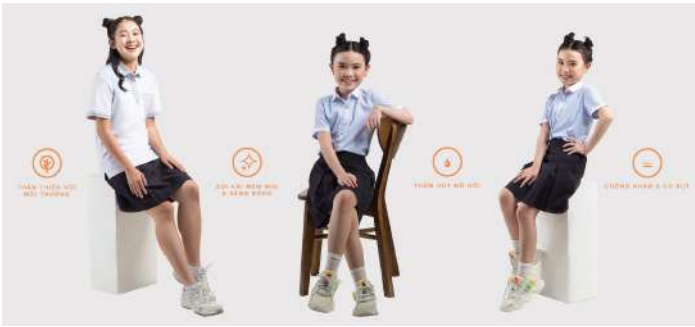 THÂN THIỆN VỚI
MÔI TRƯỜNG
SỢI VẢI MỀM MỊN
& SÁNG BÓNG
THẤM HÚT MỒ HÔI
CHỐNG NHĂN & CO RÚT